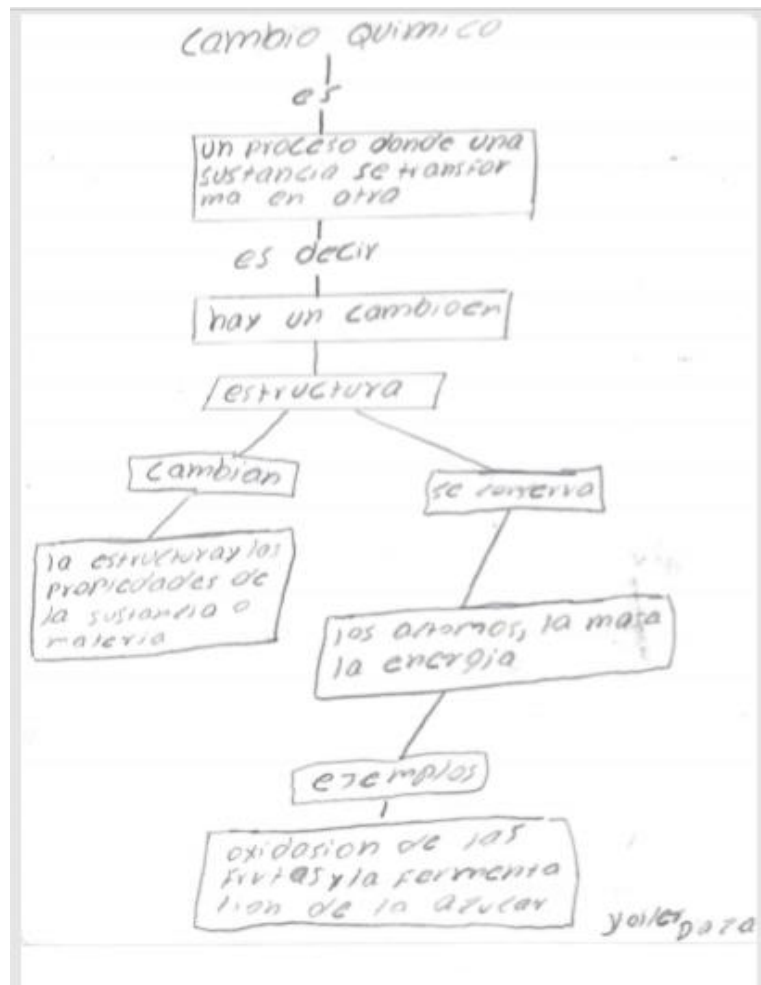 cambio Quimico
es
un proceso donde una
sustancia se transfor
ma en otra
es decir
hay un cambioen
estructura
cambian
se conserva
la estructuray las
propiedades de
la sustancia o
materia
los atomos, la masa
la energia
ejemplos
oxidasion de las
frutas y la fermenta
cion de la azucar
yoiler Daza